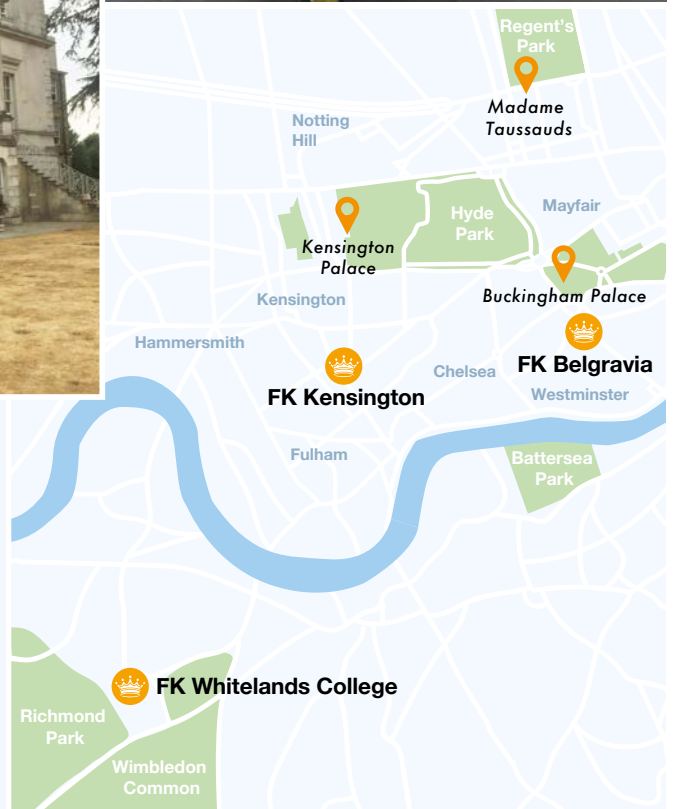 Regent's
Park
Madame
Taussauds
Notting
Hill
Hyde
Park
Mayfair
Kensington
Palace
Buckingham Palace
Kensington
Hammersmith
FK Belgravia
Chelsea
FK Kensington
Westminster
Fulham
Battersea
Park
FK Whitelands College
Richmond
Park
Wimbledon
Common